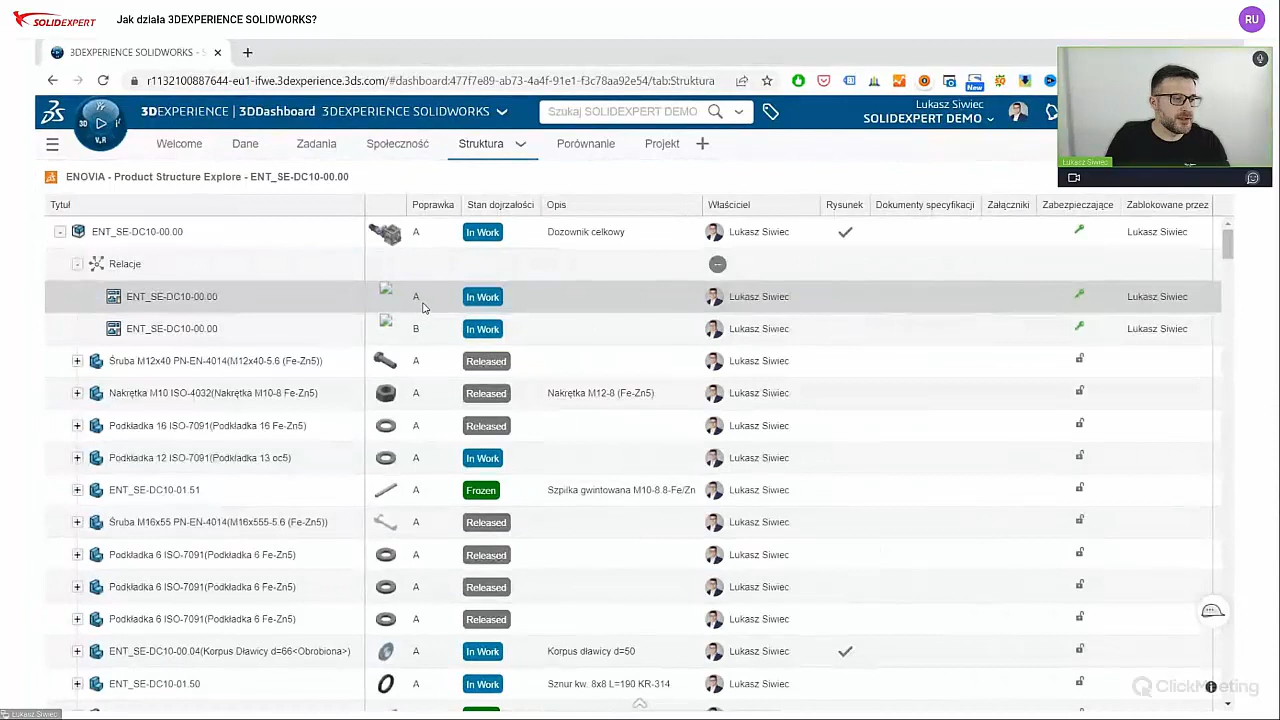 SOLIDEXPERT
Jak działa 3DEXPERIENCE SOLIDWORKS?
RU
3DEXPERIENCE SOLIDWORKS - S
r1132100887644-eu1-ifwe.3dexperience.3ds.com/#dashboard:477f7e89-ab73-4a4f-91e1-f3c78aa92e54/tab:Struktura
New
3DEXPERIENCE | 3DDashboard 3DEXPERIENCE SOLIDWORKS
Szukaj SOLIDEXPERT DEMO
Lukasz Siwiec
SOLIDEXPERT DEMO
3D
V.R
Welcome Dane Zadania Społeczność Struktura Porównanie Projekt
Łukasz Siwiec
ENOVIA - Product Structure Explore - ENT_SE-DC10-00.00
Tytuł Poprawka Stan dojrzałości Opis Właściciel Rysunek Dokumenty specyfikacji Załączniki Zabezpieczające Zablokowane przez
ENT_SE-DC10-00.00 A In Work Dozownik celkowy Lukasz Siwiec Lukasz Siwiec
Relacje
ENT_SE-DC10-00.00 A In Work Lukasz Siwiec Lukasz Siwiec
ENT_SE-DC10-00.00 B In Work Lukasz Siwiec Lukasz Siwiec
Śruba M12x40 PN-EN-4014(M12x40-5.6 (Fe-Zn5)) A Released Lukasz Siwiec
Nakrętka M10 ISO-4032(Nakrętka M10-8 Fe-Zn5) A Released Nakrętka M12-8 (Fe-Zn5) Lukasz Siwiec
Podkładka 16 ISO-7091(Podkładka 16 Fe-Zn5) A Released Lukasz Siwiec
Podkładka 12 ISO-7091(Podkładka 13 oc5) A In Work Lukasz Siwiec
ENT_SE-DC10-01.51 A Frozen Szpilka gwintowana M10-8.8-Fe/Zn Lukasz Siwiec
Śruba M16x55 PN-EN-4014(M16x555-5.6 (Fe-Zn5)) A Released Lukasz Siwiec
Podkładka 6 ISO-7091(Podkładka 6 Fe-Zn5) A Released Lukasz Siwiec
Podkładka 6 ISO-7091(Podkładka 6 Fe-Zn5) A Released Lukasz Siwiec
Podkładka 6 ISO-7091(Podkładka 6 Fe-Zn5) A Released Lukasz Siwiec
ENT_SE-DC10-00.04(Korpus Dławicy d=66<Obrobiona>) A In Work Korpus dławicy d=50 Lukasz Siwiec
ENT_SE-DC10-01.50 A In Work Sznur kw. 8x8 L=190 KR-314 Lukasz Siwiec
ClickMeeting
Łukasz Siwiec